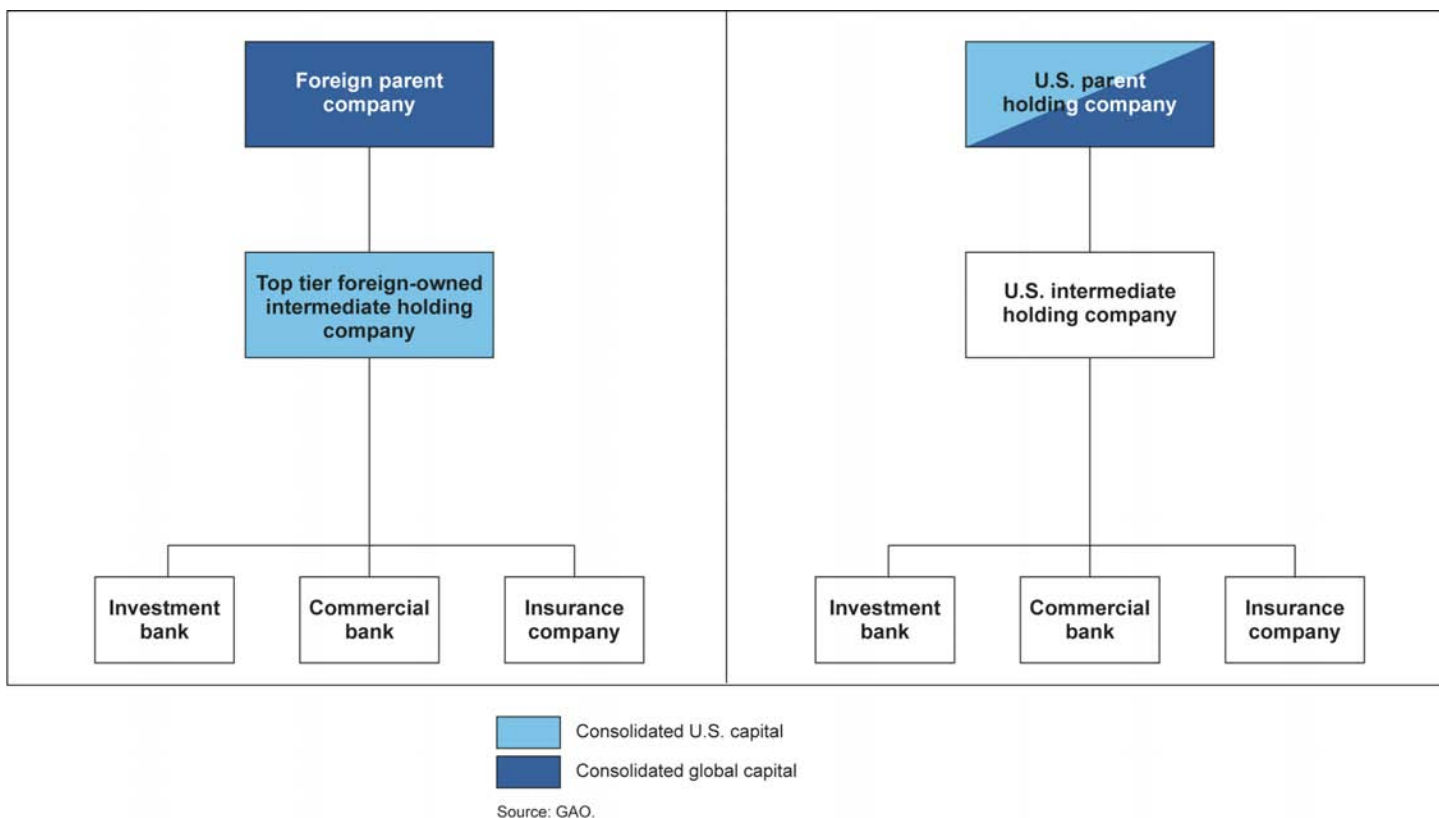 Foreign parent
company
Top tier foreign-owned
intermediate holding
company
Investment
bank
Commercial
bank
Insurance
company
U.S. parent
holding company
U.S. intermediate
holding company
Investment
bank
Commercial
bank
Insurance
company
Consolidated U.S. capital
Consolidated global capital
Source: GAO.